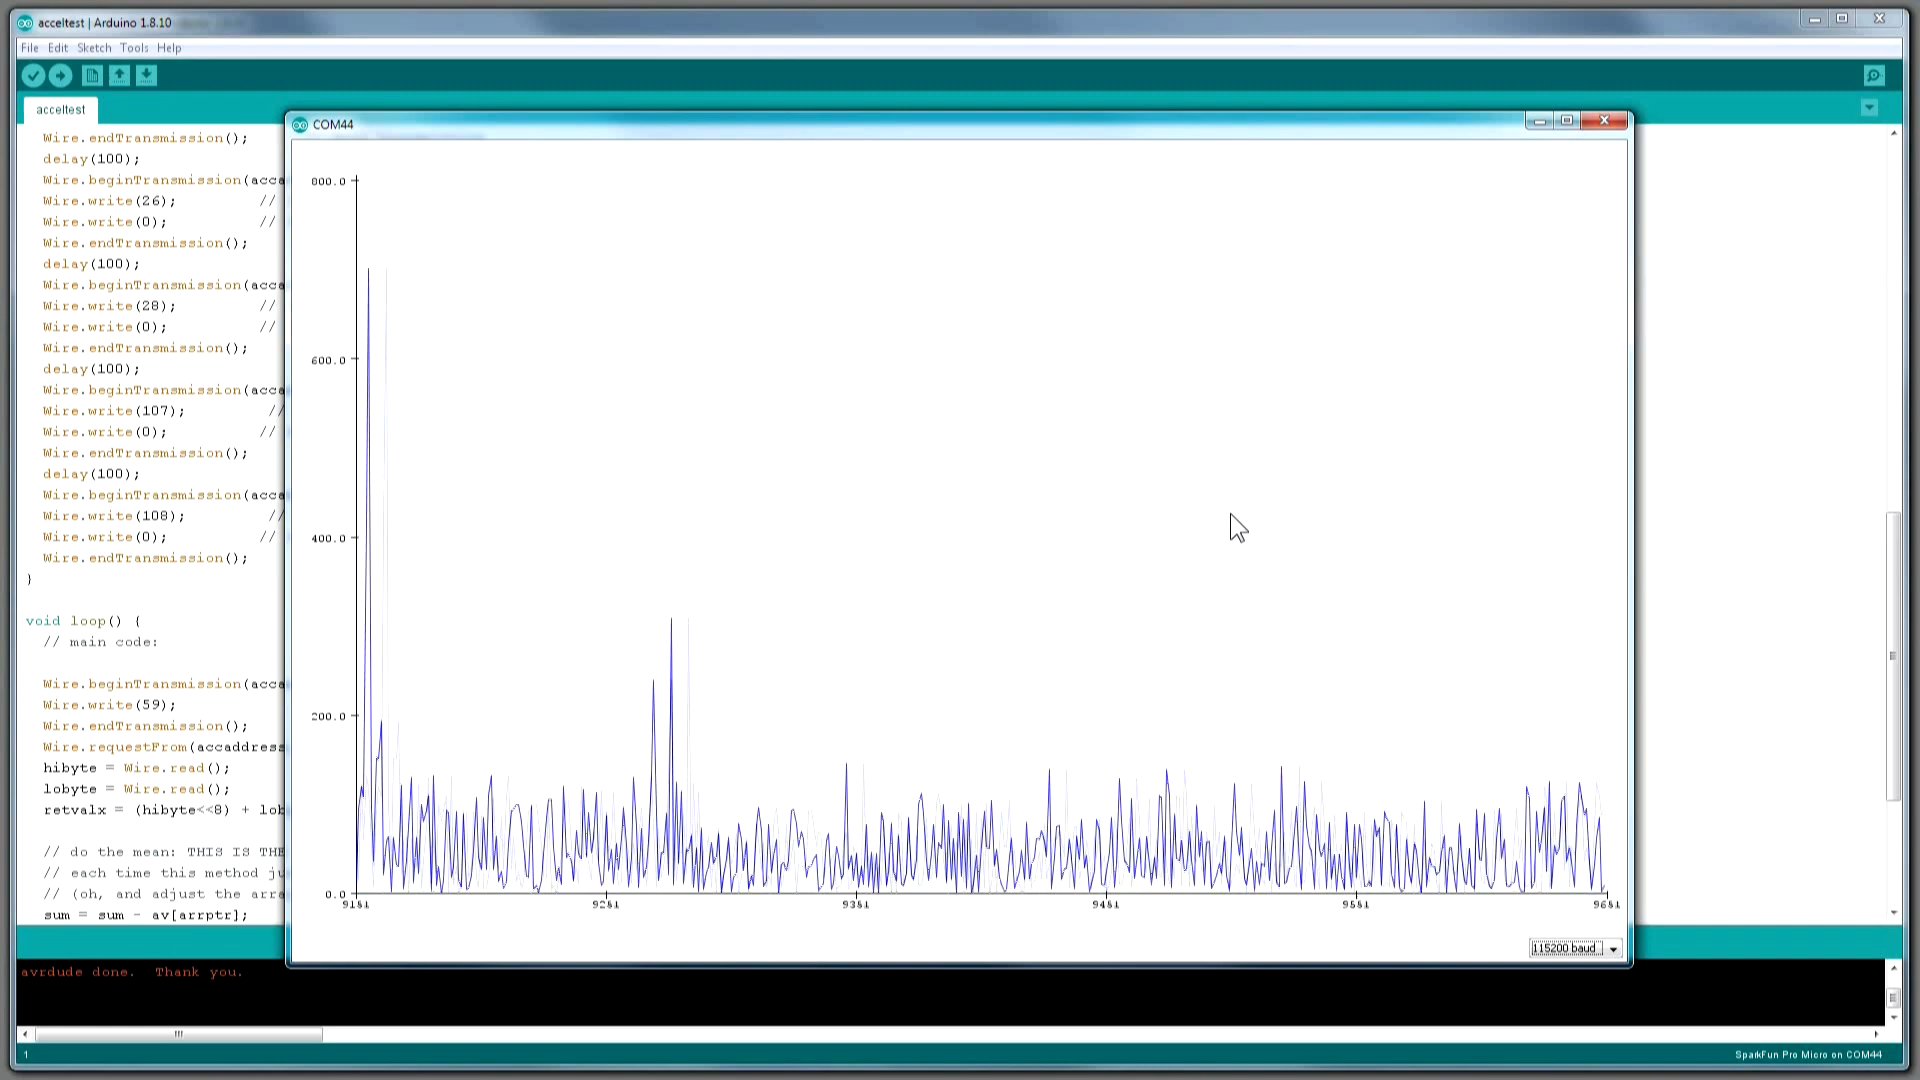 acceltest | Arduino 1.8.10
File Edit Sketch Tools Help
acceltest
Wire.endTransmission();
delay(100);
Wire.beginTransmission(acca
Wire.write(26); //
Wire.write(0); //
Wire.endTransmission();
delay(100);
Wire.beginTransmission(acca
Wire.write(28); //
Wire.write(0); //
Wire.endTransmission();
delay(100);
Wire.beginTransmission(acca
Wire.write(107); //
Wire.write(0); //
Wire.endTransmission();
delay(100);
Wire.beginTransmission(acca
Wire.write(108); //
Wire.write(0); //
Wire.endTransmission();
}
void loop() {
// main code:
Wire.beginTransmission(acca
Wire.write(59);
Wire.endTransmission();
Wire.requestFrom(accaddress
hibyte = Wire.read();
lobyte = Wire.read();
retvalx = (hibyte<<8) + lob
// do the mean: THIS IS THE
// each time this method ju
// (oh, and adjust the arra
sum = sum - av[arrptr];
COM44
800.0
600.0
400.0
200.0
0.0
9151 9251 9351 9451 9551 9651
115200 baud
avrdude done. Thank you.
1
SparkFun Pro Micro on COM44